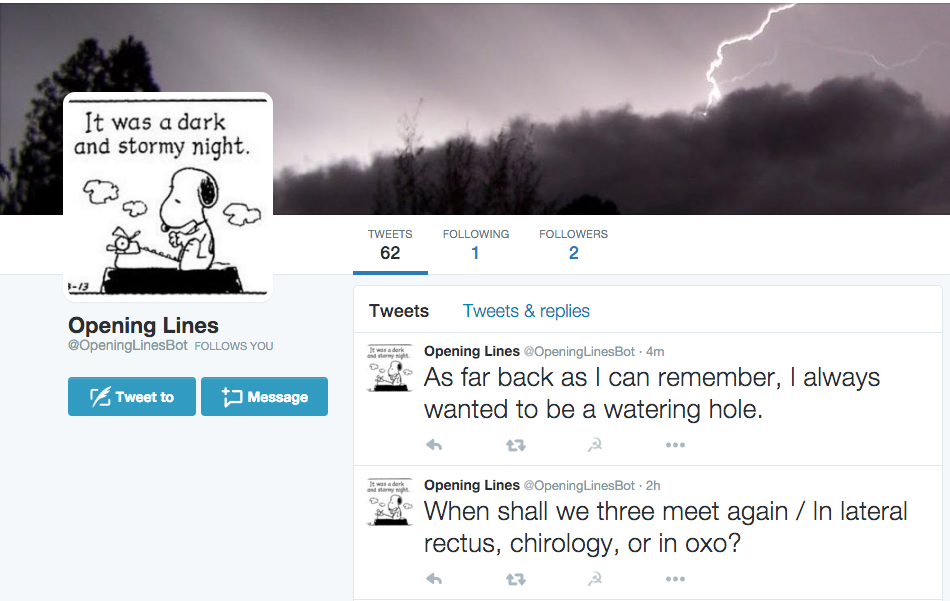 It was a dark
and stormy night.
3-13
TWEETS
62
FOLLOWING
1
FOLLOWERS
2
Opening Lines
@OpeningLinesBot FOLLOWS YOU
Tweet to
Message
Tweets Tweets & replies
It was a dark
and stormy night.
Opening Lines @OpeningLinesBot · 4m
As far back as I can remember, I always
wanted to be a watering hole.
It was a dark
and stormy night.
Opening Lines @OpeningLinesBot · 2h
When shall we three meet again / In lateral
rectus, chirology, or in oxo?